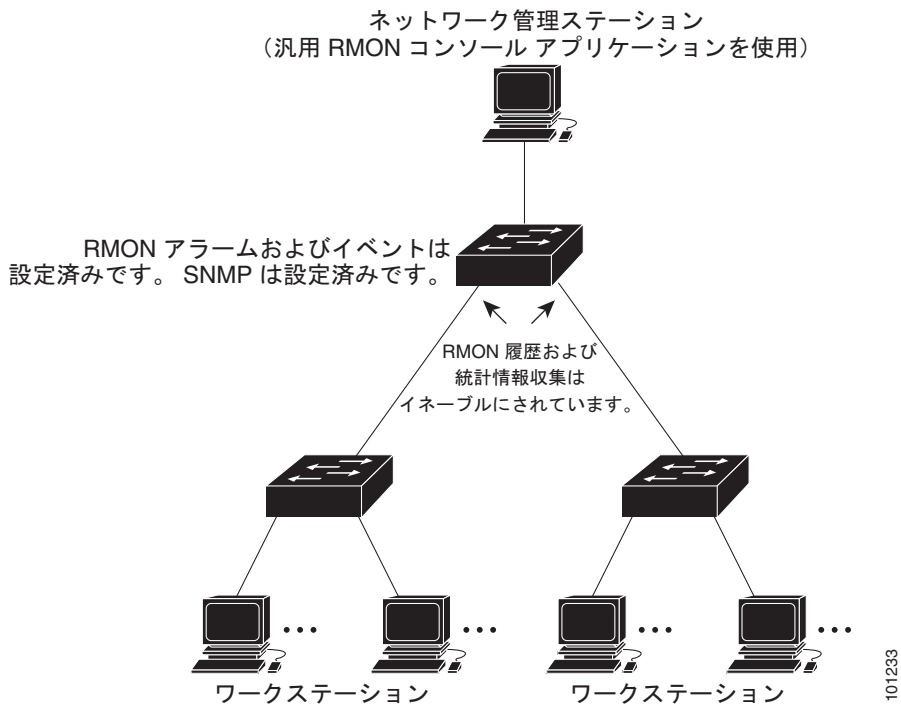 ネットワーク管理ステーション
（汎用 RMON コンソール アプリケーションを使用）
RMON アラームおよびイベントは
設定済みです。 SNMP は設定済みです。
RMON 履歴および
統計情報収集は
イネーブルにされています。
ワークステーション
ワークステーション
101233